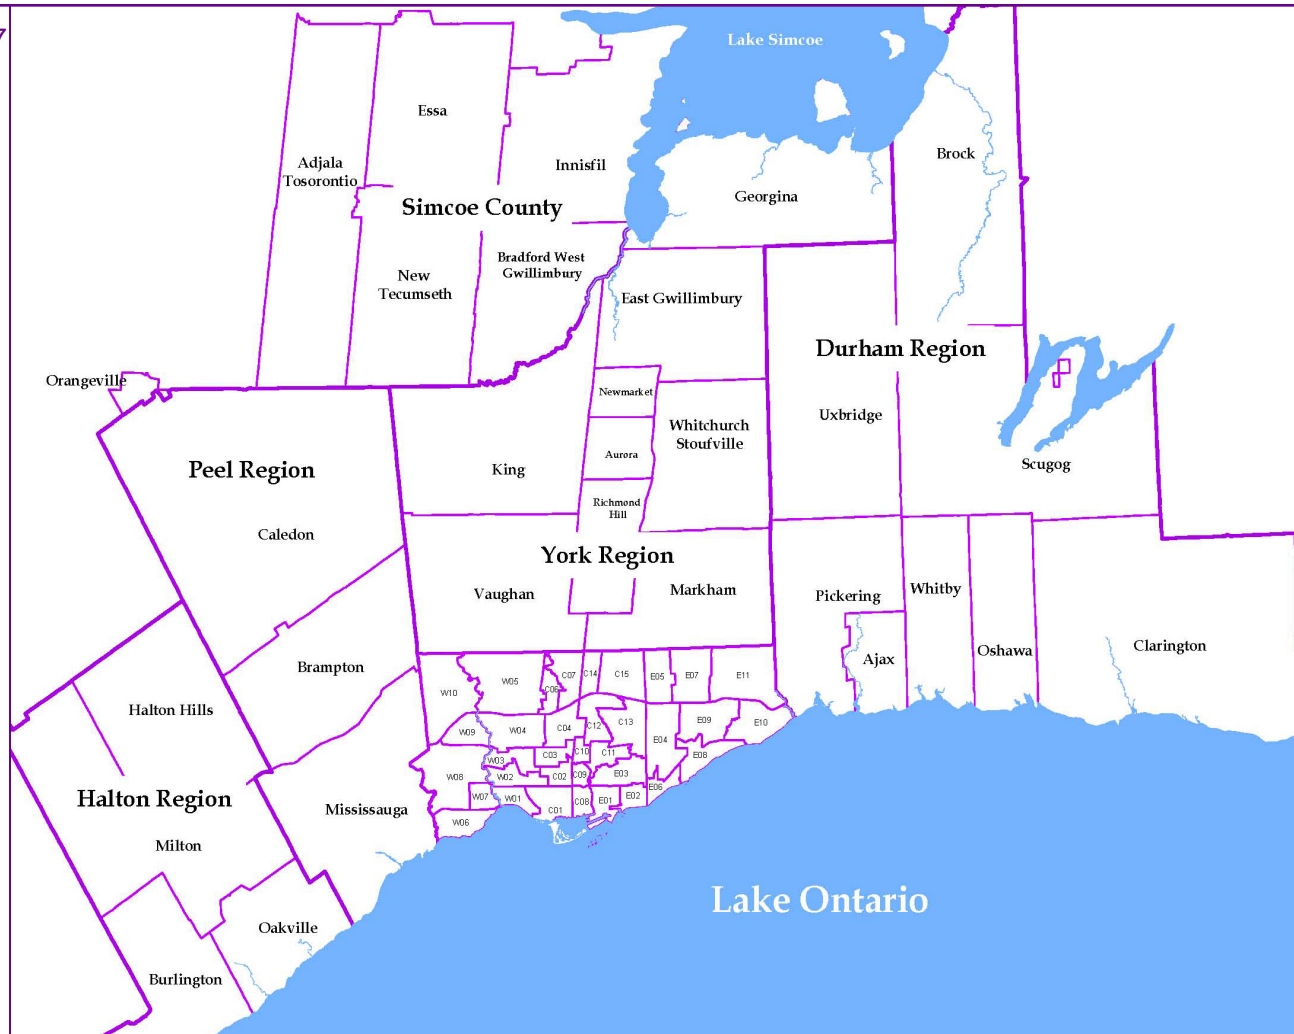 Lake Simcoe
Essa
Brock
Adjala
Tosorontio
Innisfil
Georgina
Simcoe County
Bradford West
Gwillimbury
New
Tecumseth
East Gwillimbury
Durham Region
Orangeville
Newmarket
Uxbridge
Whitchurch
Stoufville
Aurora
Scugog
Peel Region
King
Richmond
Hill
Caledon
York Region
Vaughan
Markham
Pickering
Whitby
Clarington
Oshawa
Ajax
Brampton
Halton Hills
W10
W05
C06
C07
C14
C15
E05
E07
E11
W09
W04
C04
C12
C13
E04
E09
E10
W03
C03
C10
C11
E08
W08
W02
C02
C09
E03
E06
W07
W01
C01
C08
E01
E02
W06
Halton Region
Mississauga
Milton
Lake Ontario
Oakville
Burlington